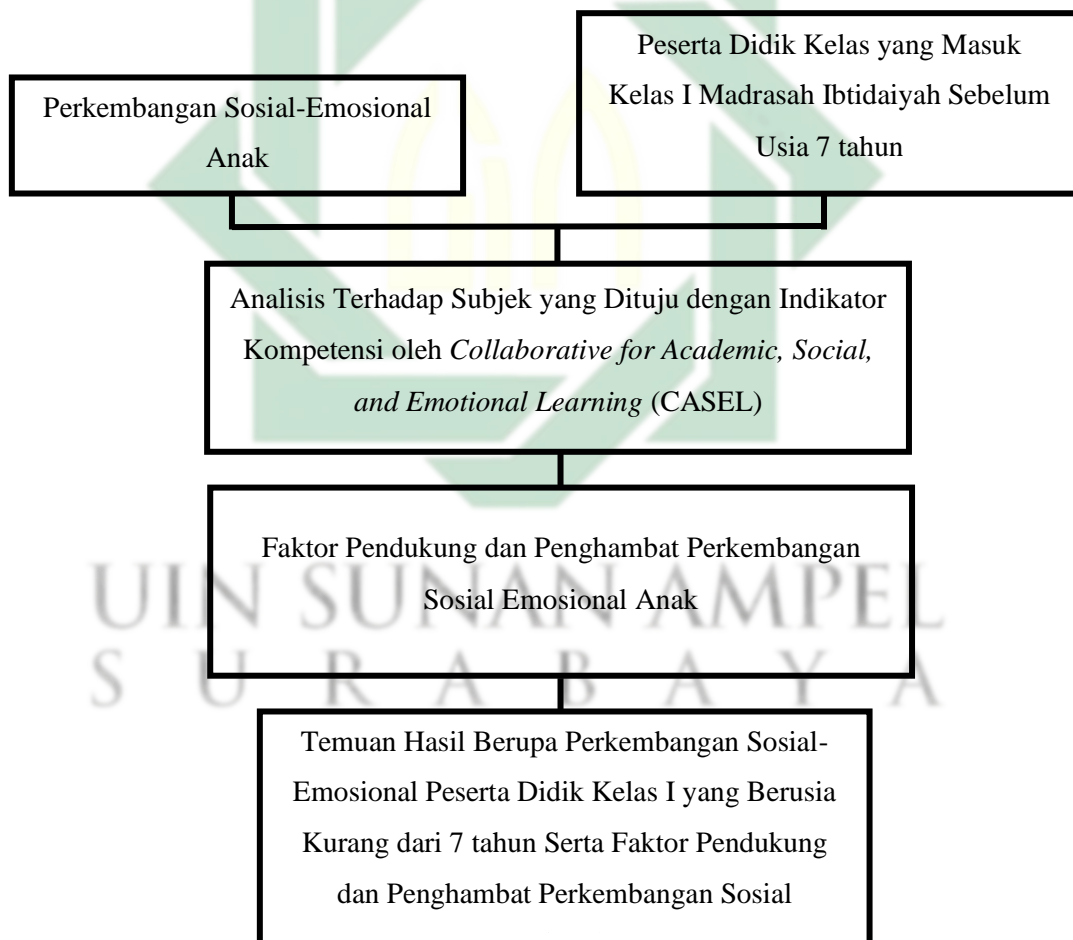 Perkembangan Sosial-Emosional
Anak
Peserta Didik Kelas yang Masuk
Kelas I Madrasah Ibtidaiyah Sebelum
Usia 7 tahun
Analisis Terhadap Subjek yang Dituju dengan Indikator
Kompetensi oleh Collaborative for Academic, Social,
and Emotional Learning (CASEL)
Faktor Pendukung dan Penghambat Perkembangan
Sosial Emosional Anak
UIN SUNAN AMPEL
S U R A B A Y A
Temuan Hasil Berupa Perkembangan Sosial-
Emosional Peserta Didik Kelas I yang Berusia
Kurang dari 7 tahun Serta Faktor Pendukung
dan Penghambat Perkembangan Sosial